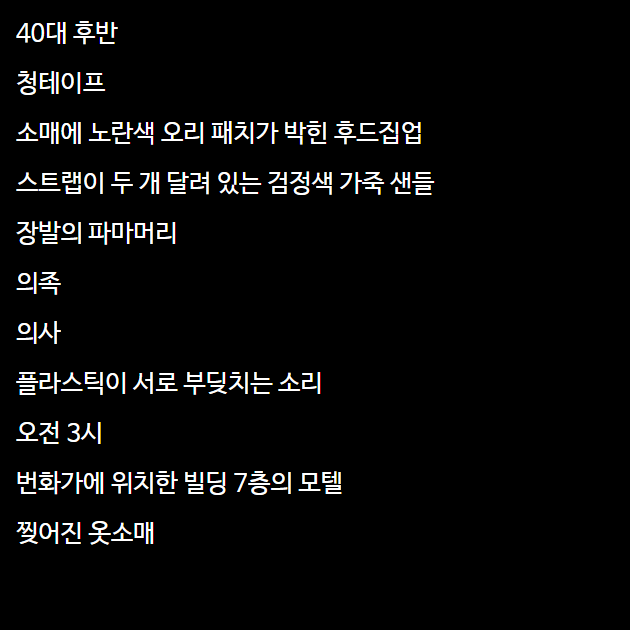 40대 후반
청테이프
소매에 노란색 오리 패치가 박힌 후드집업
스트랩이 두 개 달려 있는 검정색 가죽 샌들
장발의 파마머리
의족
의사
플라스틱이 서로 부딪치는 소리
오전 3시
번화가에 위치한 빌딩 7층의 모텔
찢어진 옷소매